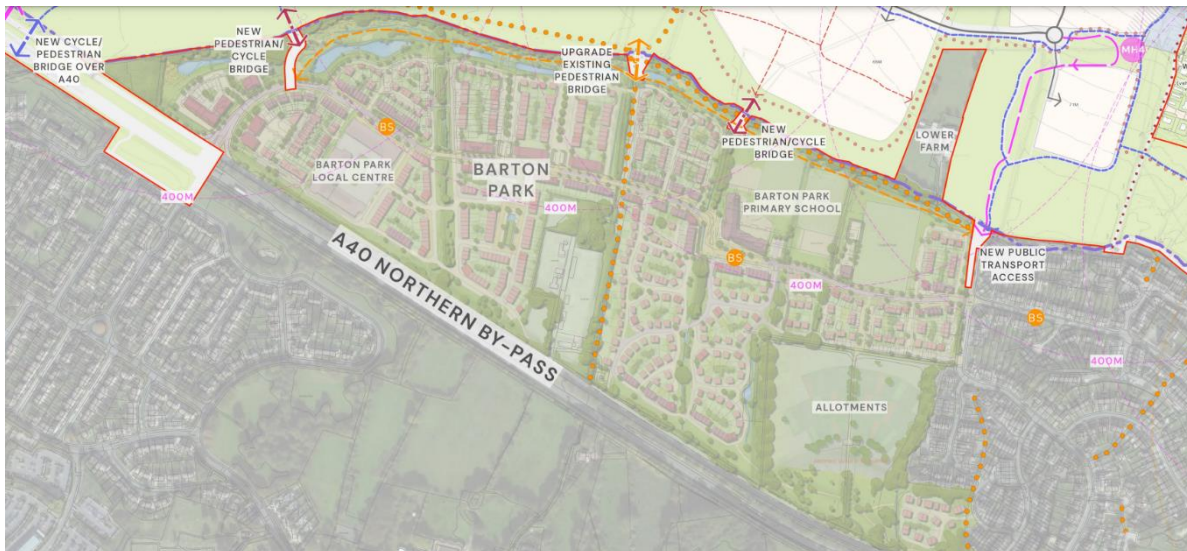 NEW CYCLE/
PEDESTRIAN
BRIDGE OVER
A40
NEW
PEDESTRIAN/
CYCLE
BRIDGE
UPGRADE
EXISTING
PEDESTRIAN
BRIDGE
MH4
BS
BARTON PARK
LOCAL CENTRE
BARTON
PARK
NEW
PEDESTRIAN/CYCLE
BRIDGE
LOWER
FARM
400M
400M
BARTON PARK
PRIMARY SCHOOL
A40 NORTHERN BY-PASS
BS
400M
NEW PUBLIC
TRANSPORT
ACCESS
BS
400M
ALLOTMENTS